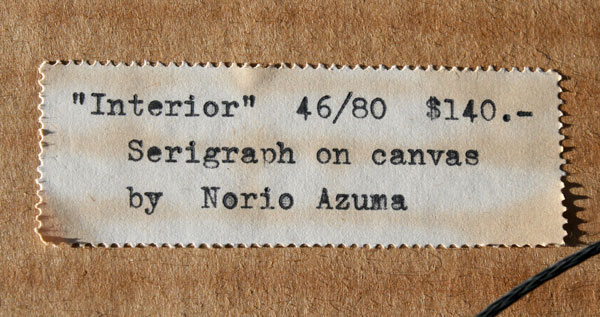 "Interior" 46/80 $140.-
Serigraph on canvas
by Norio Azuma